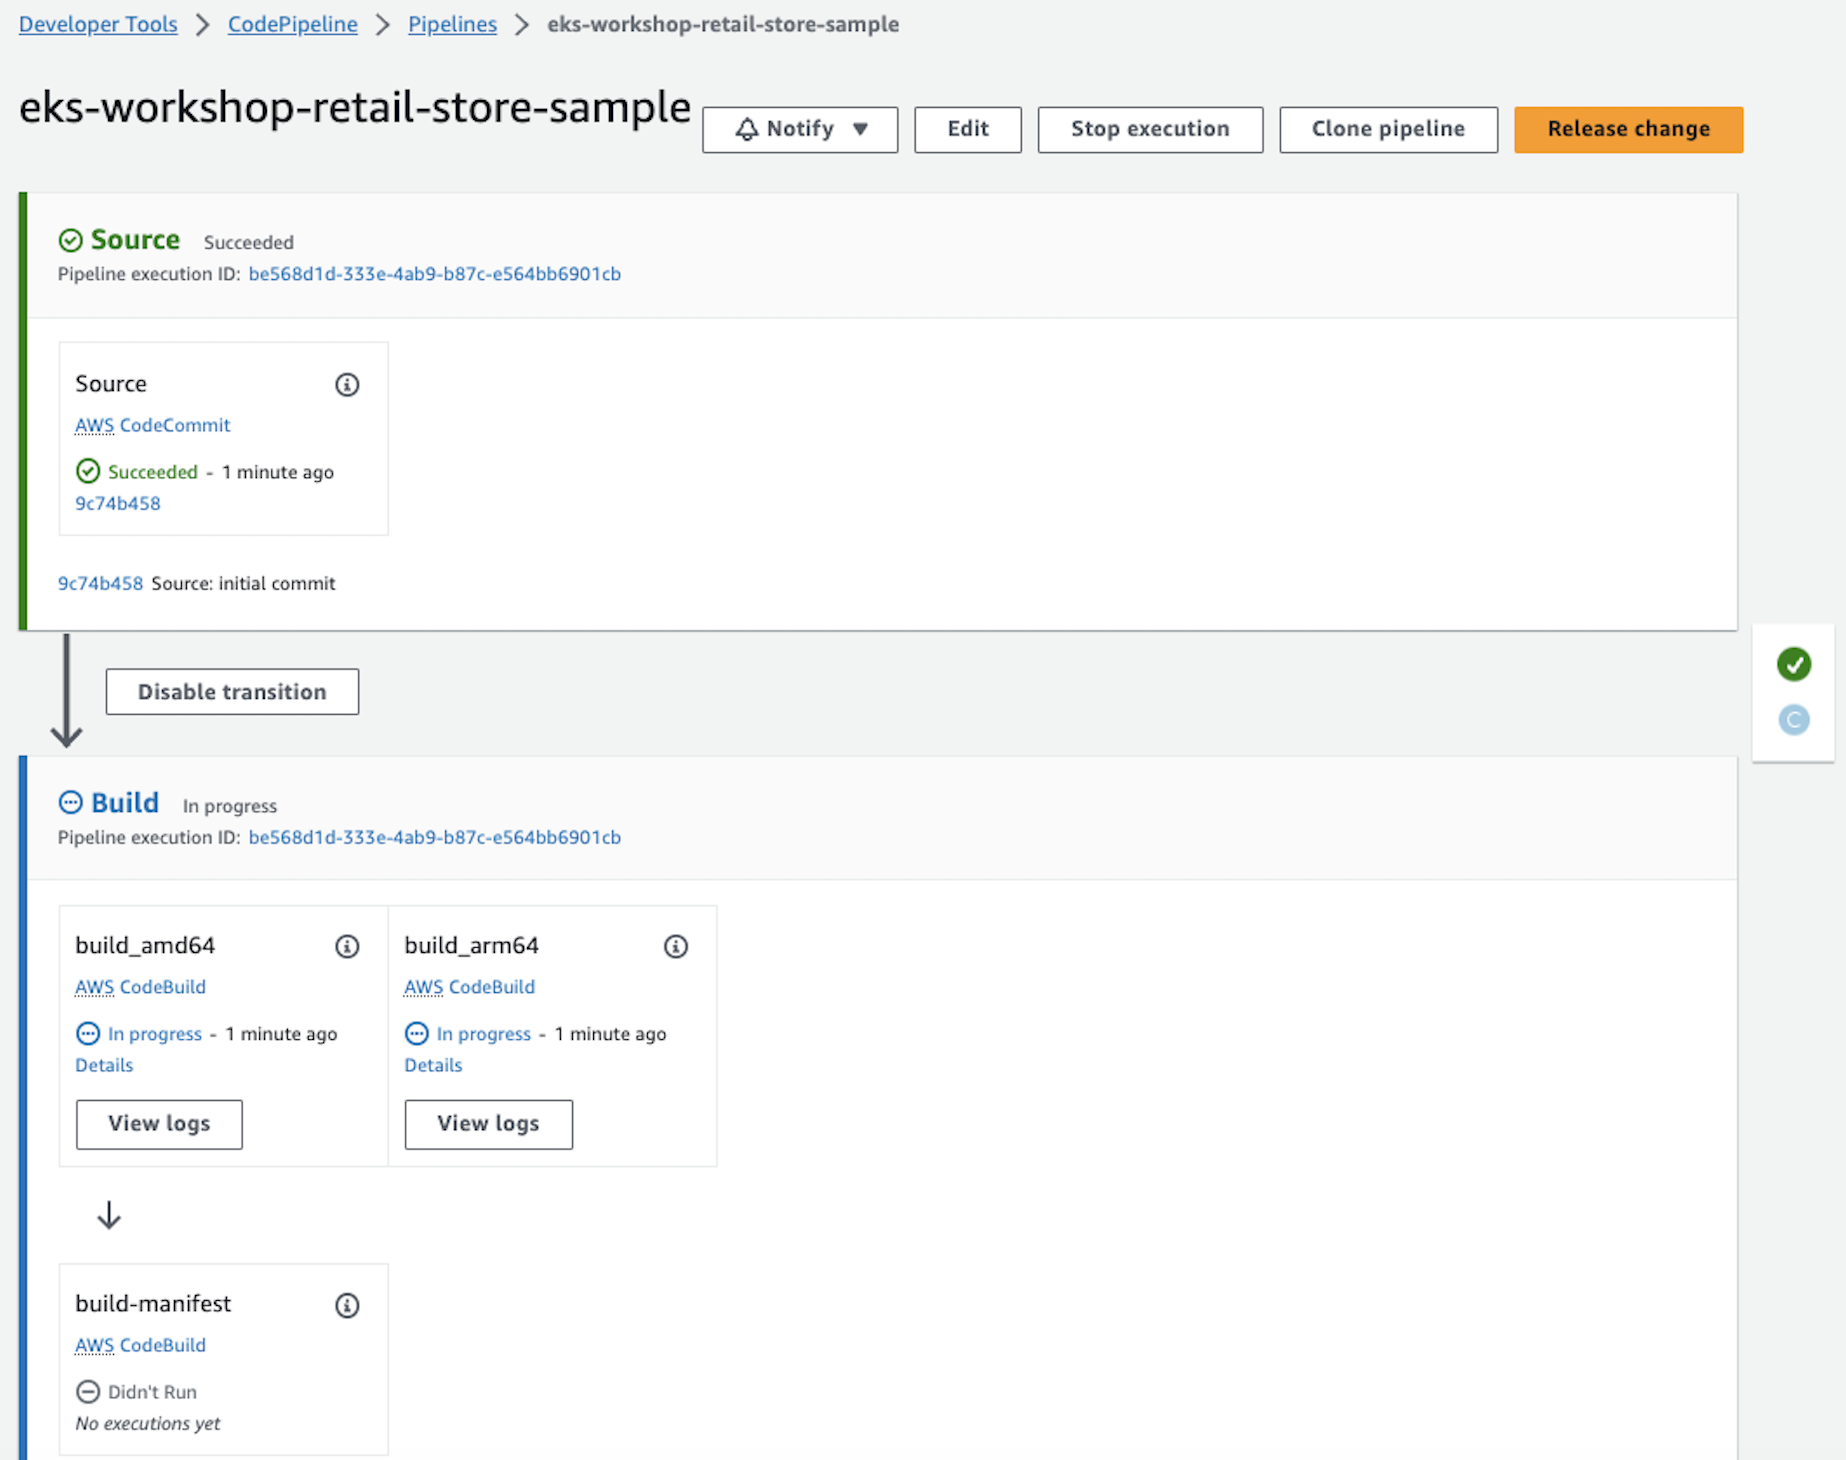 Developer Tools > CodePipeline > Pipelines > eks-workshop-retail-store-sample
eks-workshop-retail-store-sample
Notify ▼ Edit Stop execution Clone pipeline Release change
Source Succeeded
Pipeline execution ID: be568d1d-333e-4ab9-b87c-e564bb6901cb
Source
AWS CodeCommit
Succeeded - 1 minute ago
9c74b458
9c74b458 Source: initial commit
Disable transition
Build In progress
Pipeline execution ID: be568d1d-333e-4ab9-b87c-e564bb6901cb
build_amd64
AWS CodeBuild
In progress - 1 minute ago
Details
View logs
build_arm64
AWS CodeBuild
In progress - 1 minute ago
Details
View logs
build-manifest
AWS CodeBuild
Didn't Run
No executions yet